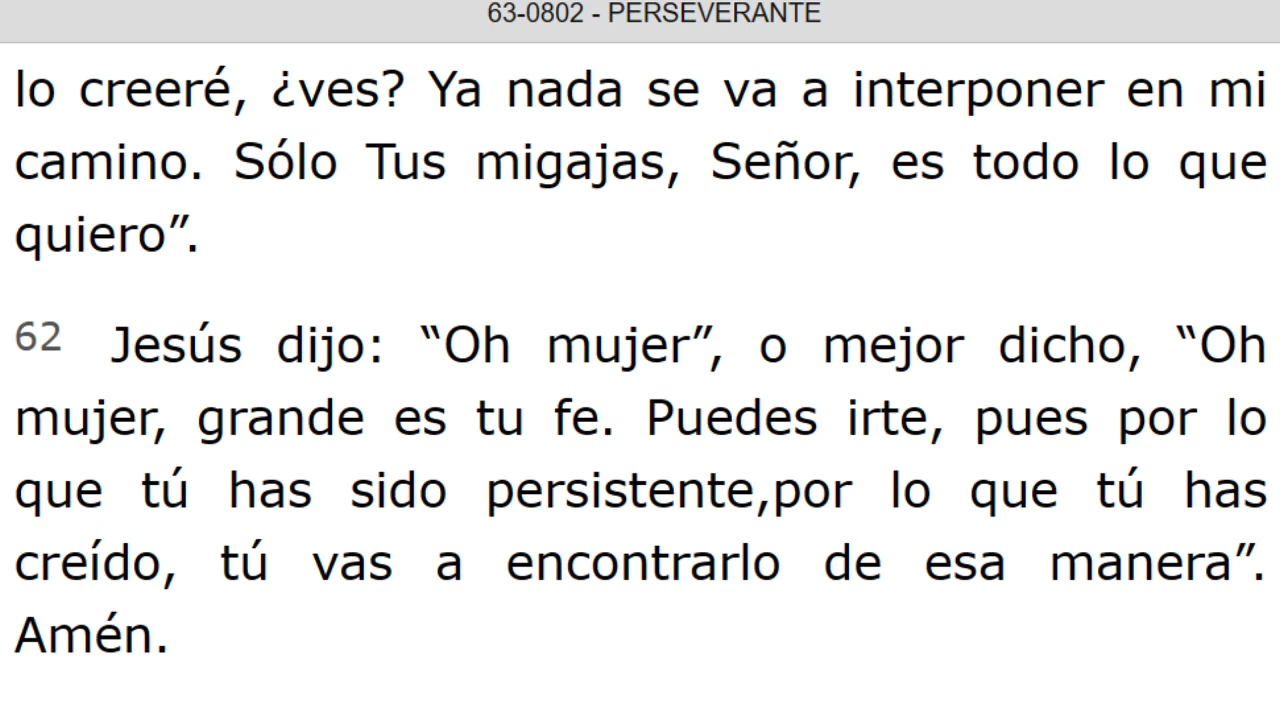 63-0802 - PERSEVERANTE
lo creeré, ¿ves? Ya nada se va a interponer en mi
camino. Sólo Tus migajas, Señor, es todo lo que
quiero”.
62 Jesús dijo: “Oh mujer”, o mejor dicho, “Oh
mujer, grande es tu fe. Puedes irte, pues por lo
que tú has sido persistente,por lo que tú has
creído, tú vas a encontrarlo de esa manera”.
Amén.